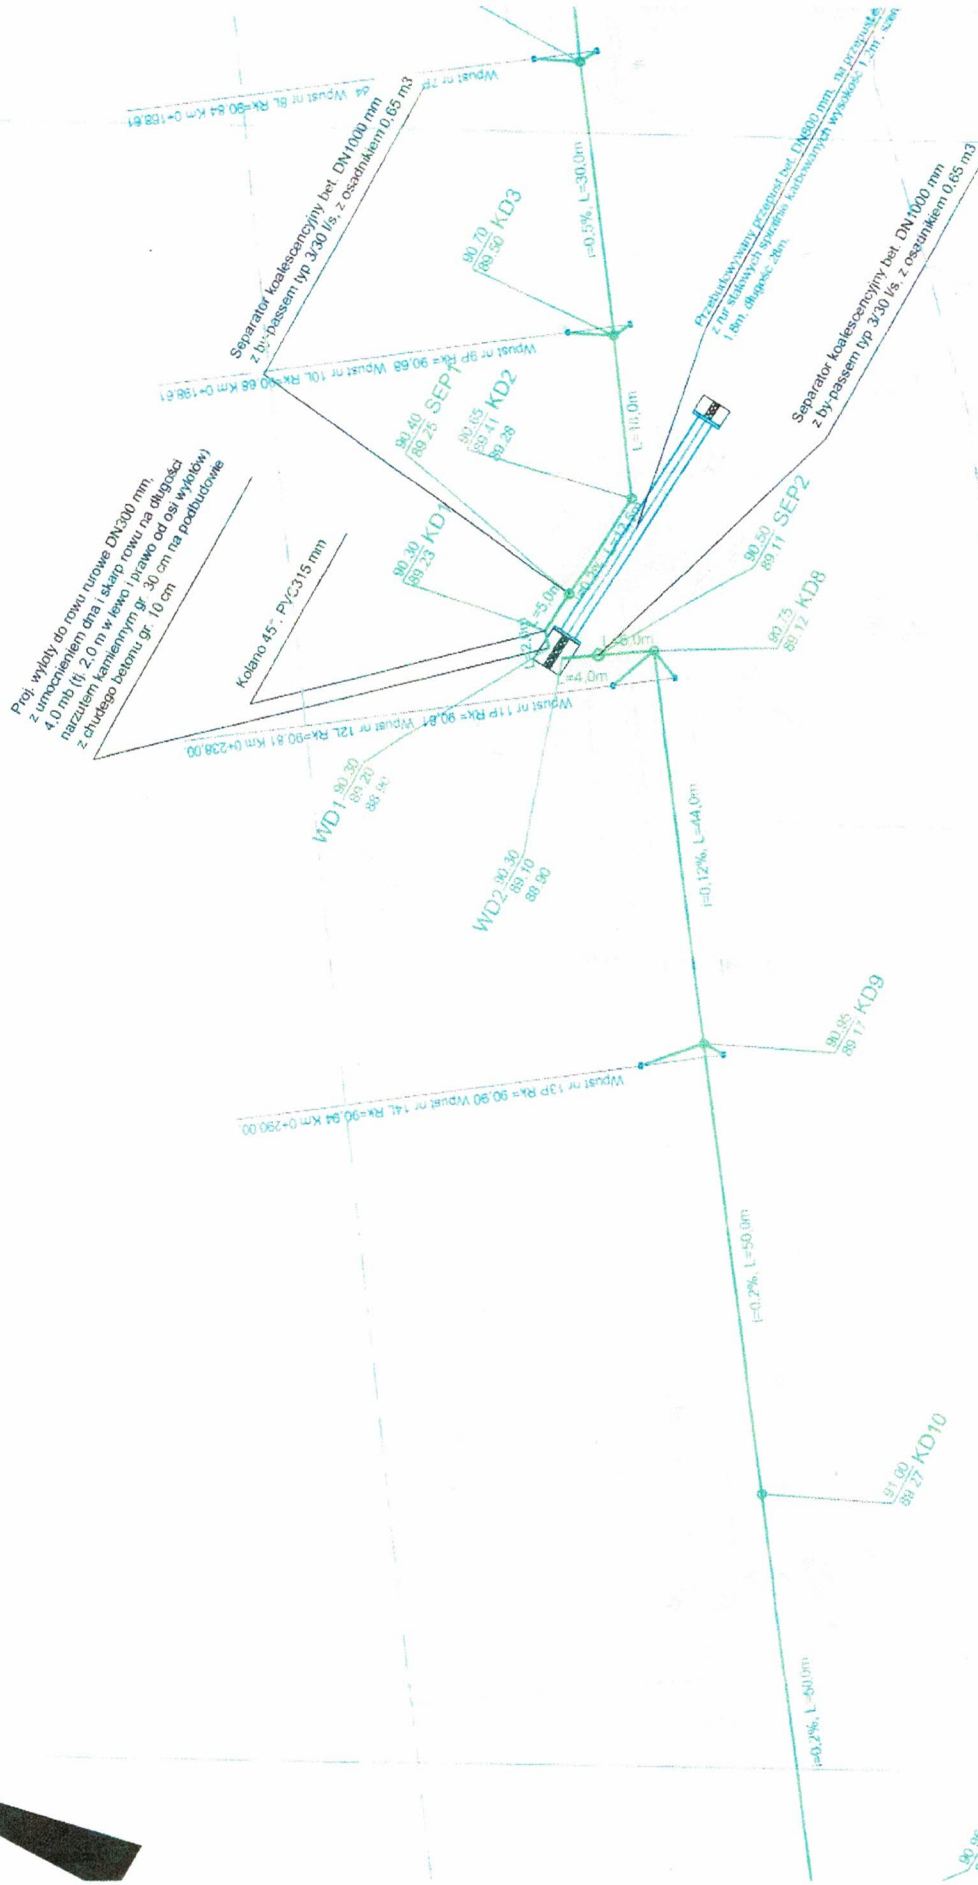 Wpust nr 7P
64 Wpust nr 8L Rk=90.84 Km 0+168.61
Separator koalescencyjny bet. DN1000 mm
z by-passem typ 3/30 l/s, z osadnikiem 0,65 m3
i=0.5%, L=30,0m
90.70
89.50 KD3
Przebudowywany przepust bet. DN800 mm, na przepust
z rur stalowych spiralnie karbowanych wysokość 1,2m,
1,8m, długość 28m,
Wpust nr 9P Rk= 90,68 Wpust nr 10L Rk=90.68 Km 0+198.61
Separator koalescencyjny bet. DN1000 mm
z by-passem typ 3/30 l/s, z osadnikiem 0,65 m3
90.40
89.25 SEP1
90.65
89.41 KD2
89.28
L=18,0m
Proj. wyloty do rowu rurowe DN300 mm,
z umocnieniem dna i skarp rowu na długości
4,0 mb (tj. 2,0 m w lewo i prawo od osi wylotów)
narzutem kamiennym gr. 30 cm na podbudowie
z chudego betonu gr. 10 cm
Kolano 45°, PVC315 mm
90.30
89.23 KD1
L=5,0m
90.50
89.11 SEP2
90.75
89.12 KD8
L=4,0m
Wpust nr 11P Rk= 90,81 Wpust nr 12L Rk=90.81 Km 0+238.00.
WD1 90.30
89.20
88.90
WD2 90.30
89.10
88.90
i=0.12%, L=44,0m
90.95
89.17 KD9
Wpust nr 13P Rk= 90,90 Wpust nr 14L Rk=90.94 Km 0+290.00.
i=0.2%, L=50,0m
91.00
89.27 KD10
i=0.2%, L=50,0m